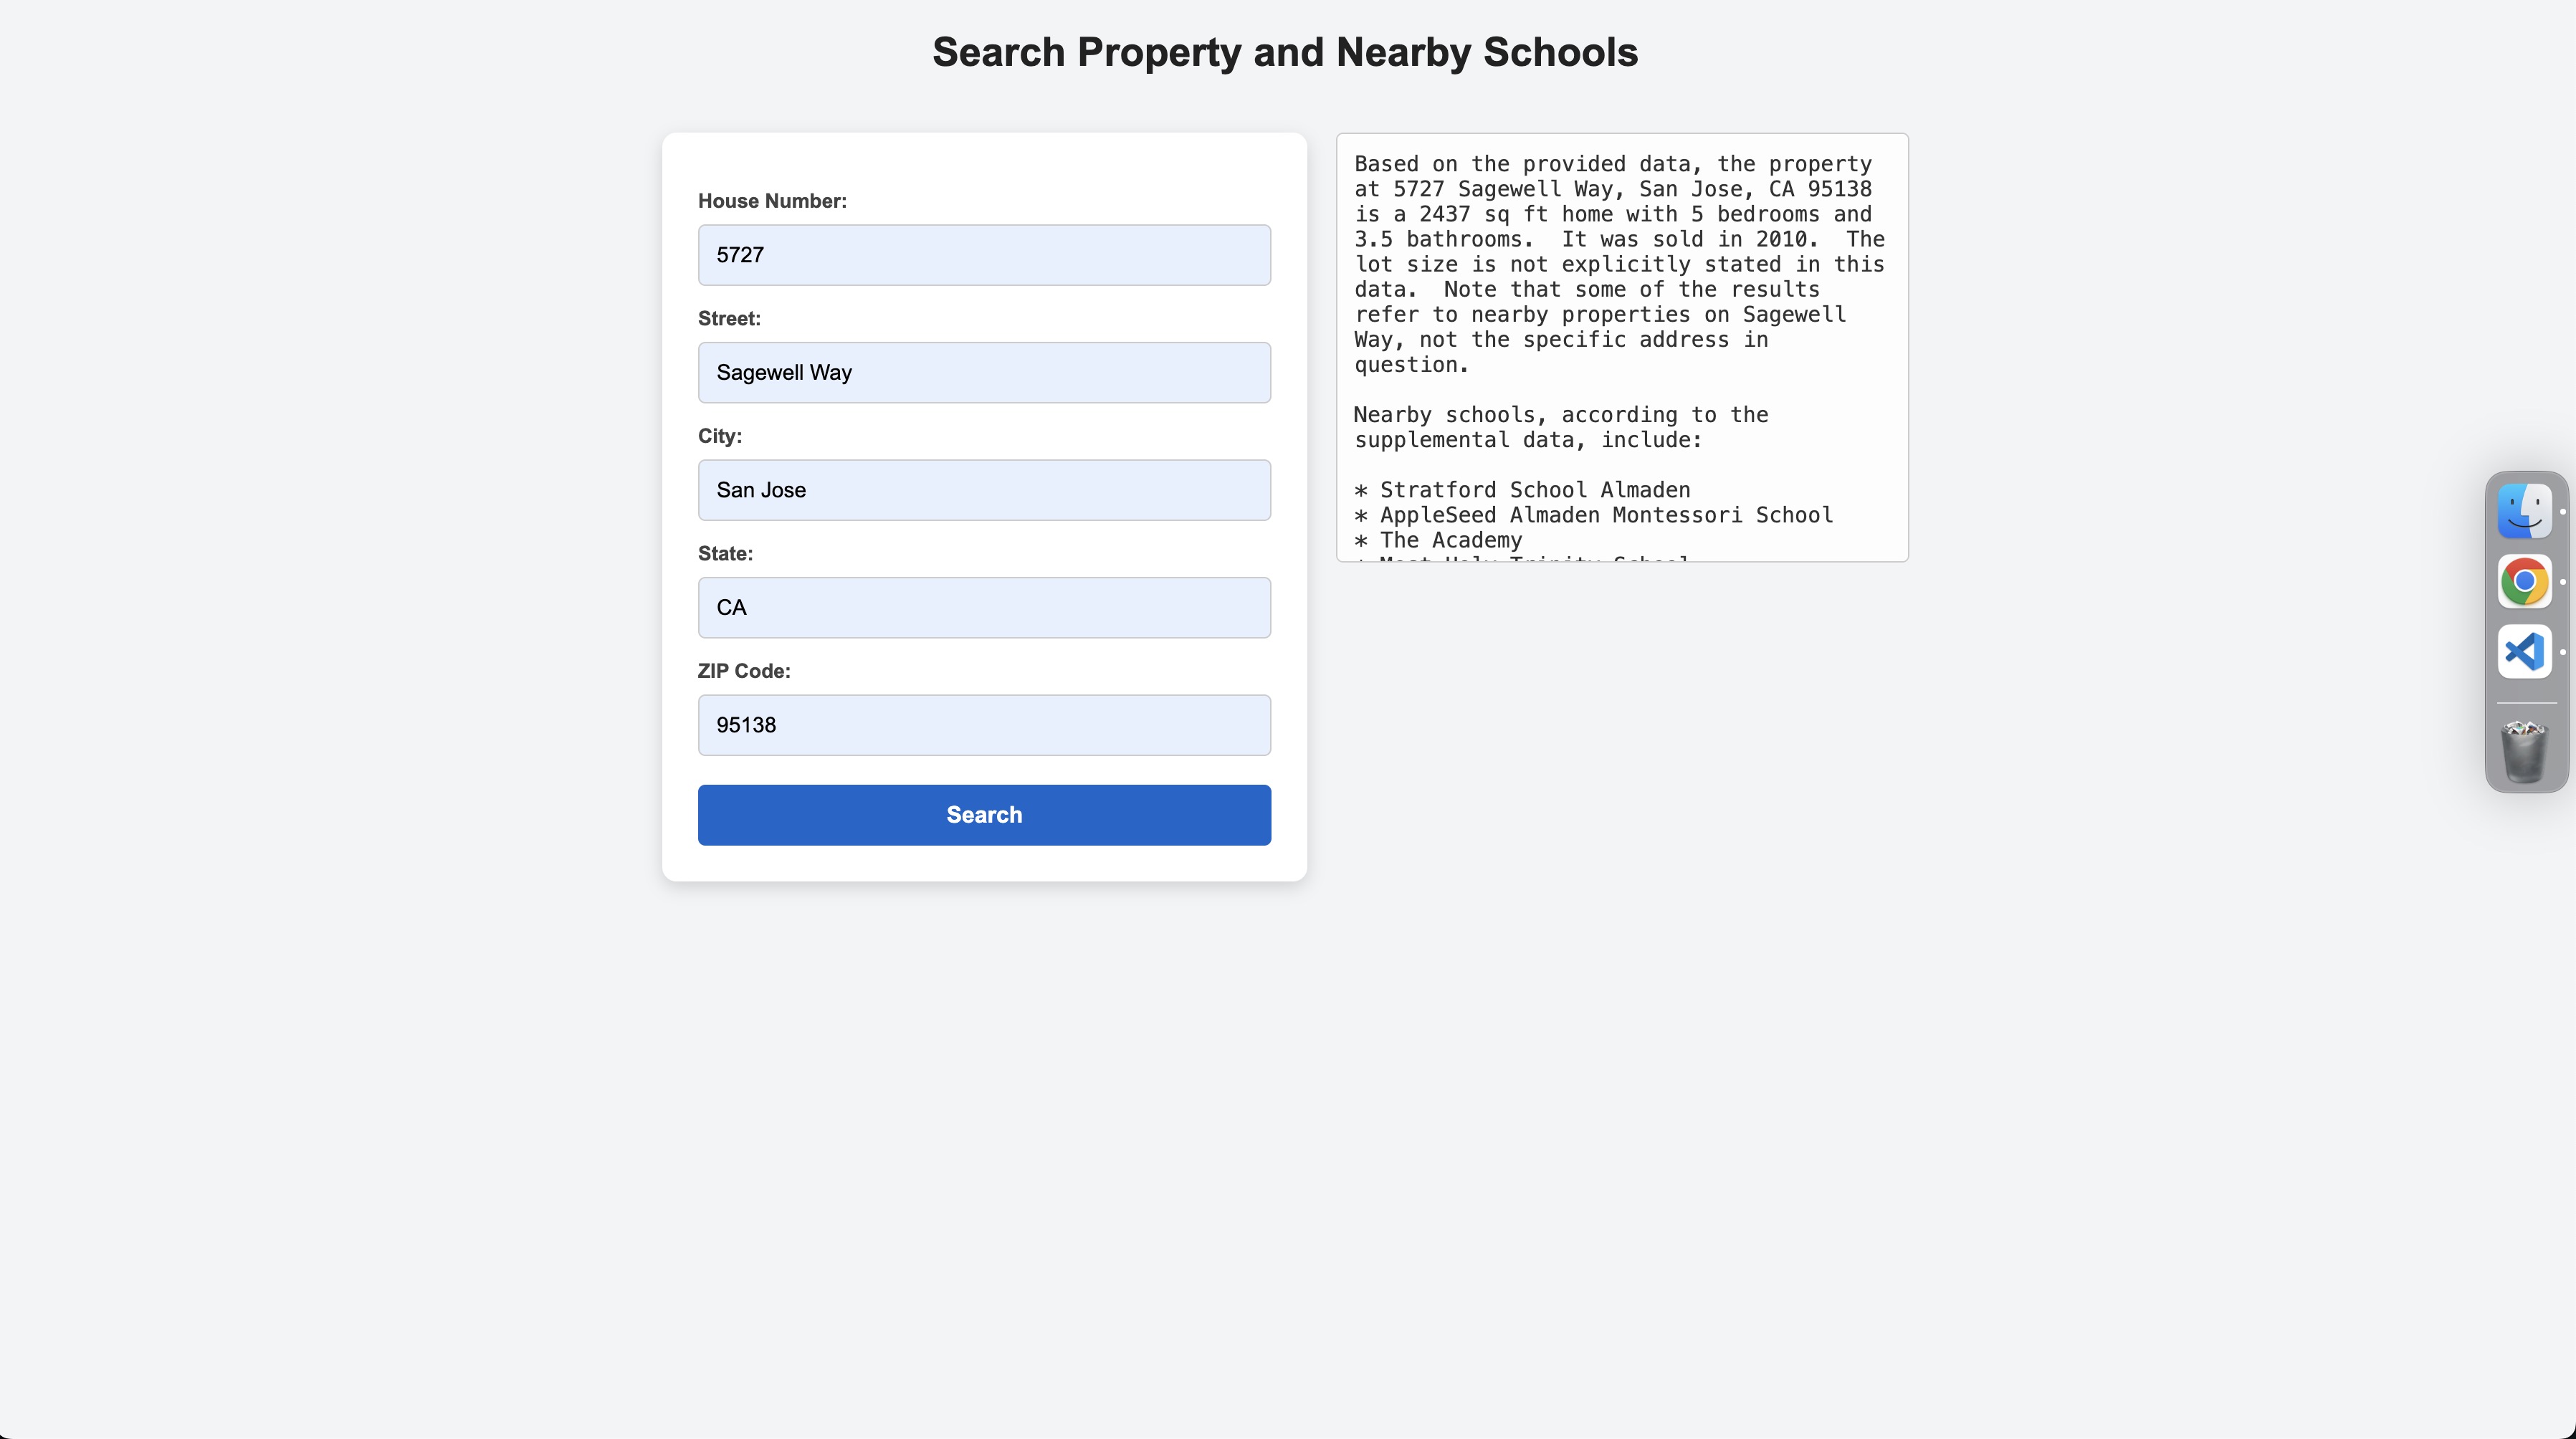 Search Property and Nearby Schools
House Number:
5727
Street:
Sagewell Way
City:
San Jose
State:
CA
ZIP Code:
95138
Search
Based on the provided data, the property
at 5727 Sagewell Way, San Jose, CA 95138
is a 2437 sq ft home with 5 bedrooms and
3.5 bathrooms.  It was sold in 2010.  The
lot size is not explicitly stated in this
data.  Note that some of the results
refer to nearby properties on Sagewell
Way, not the specific address in
question.
Nearby schools, according to the
supplemental data, include:
* Stratford School Almaden
* AppleSeed Almaden Montessori School
* The Academy
* Most Holy Trinity School